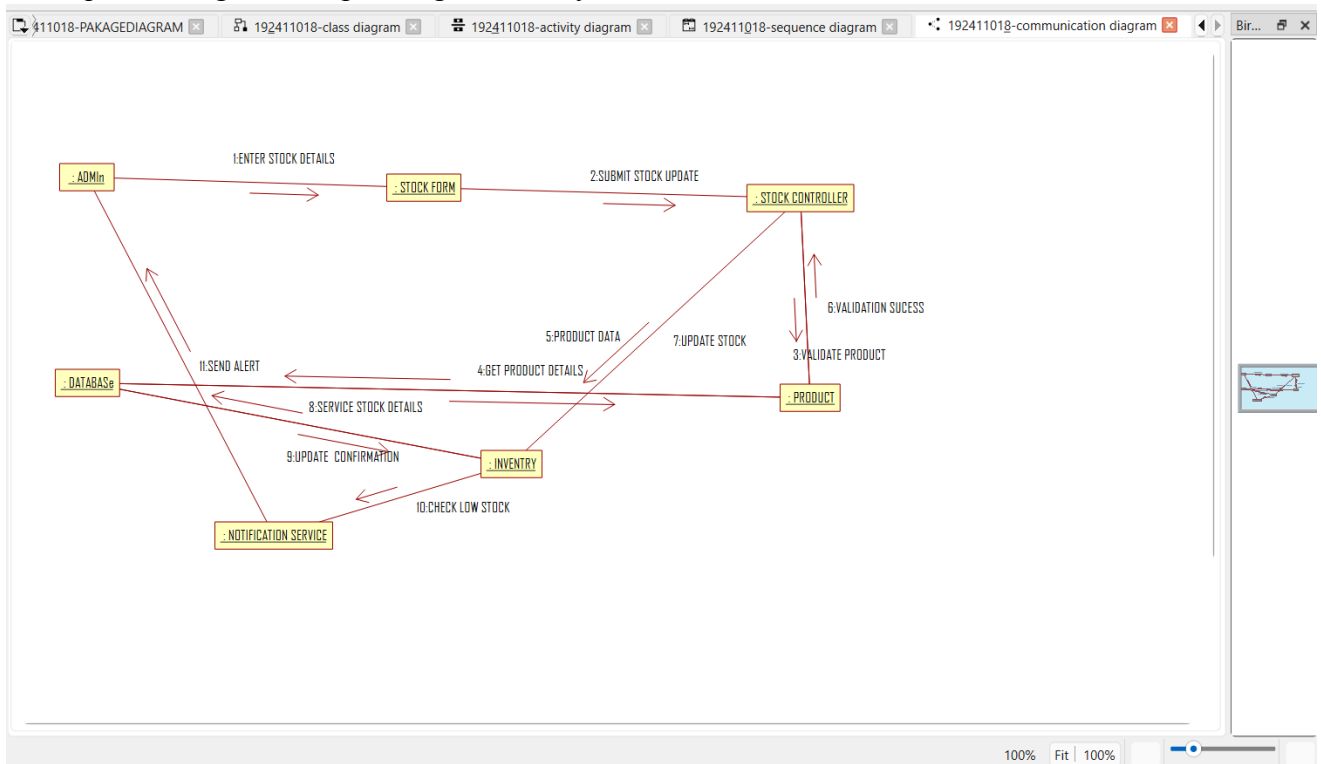 411018-PAKAGEDIAGRAM
192411018-class diagram
192411018-activity diagram
192411018-sequence diagram
192411018-communication diagram
Bir...
1:ENTER STOCK DETAILS
2:SUBMIT STOCK UPDATE
: ADMIn
: STOCK FORM
: STOCK CONTROLLER
6:VALIDATION SUCESS
5:PRODUCT DATA
7:UPDATE STOCK
3:VALIDATE PRODUCT
11:SEND ALERT
4:GET PRODUCT DETAILS
: DATABASe
: PRODUCT
8:SERVICE STOCK DETAILS
9:UPDATE CONFIRMATION
: INVENTRY
10:CHECK LOW STOCK
: NOTIFICATION SERVICE
100%
Fit
100%